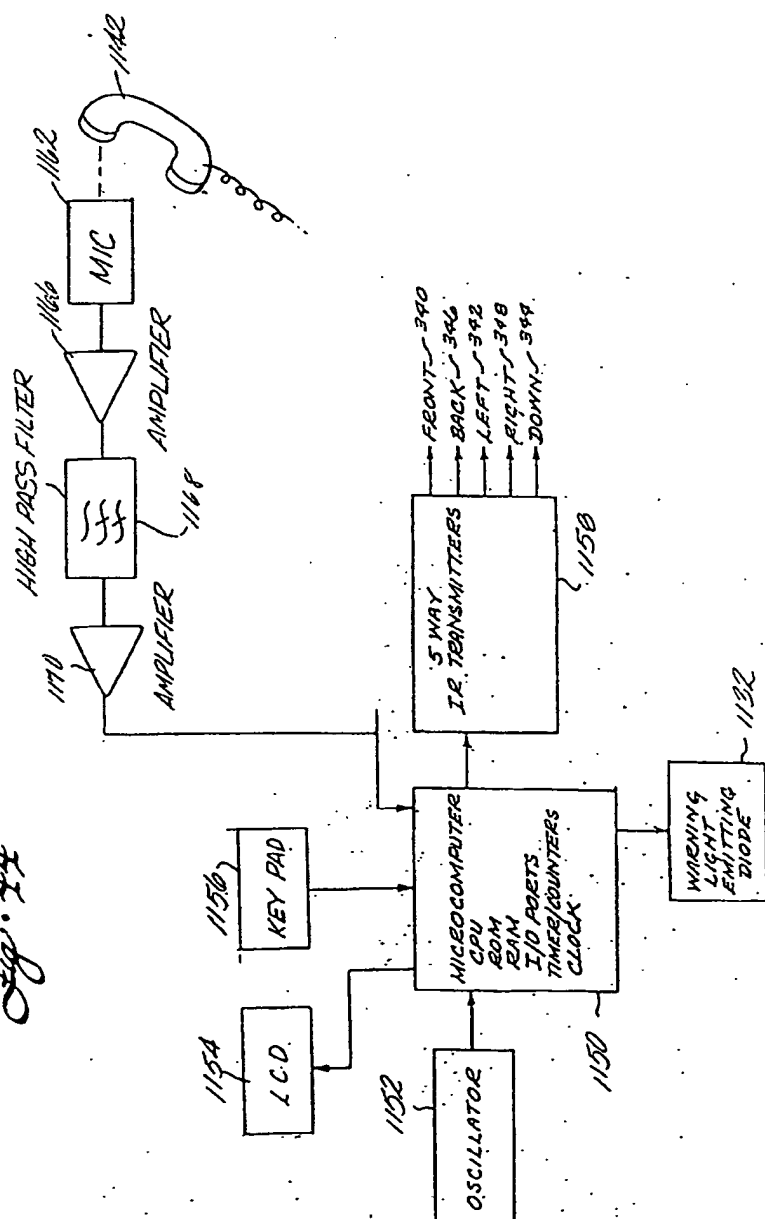 Fig. 44
1142
1162
MIC
1166
AMPLIFIER
HIGH PASS FILTER
1168
1170
AMPLIFIER
1154
L.C.D.
1156
KEY PAD
1152
OSCILLATOR
MICROCOMPUTER
CPU
ROM
RAM
I/O PORTS
TIMER/COUNTERS
CLOCK
1150
5 WAY
I.R. TRANSMITTERS
1158
FRONT 340
BACK 346
LEFT 342
RIGHT 348
DOWN 344
WARNING
LIGHT
EMITTING
DIODE
1132